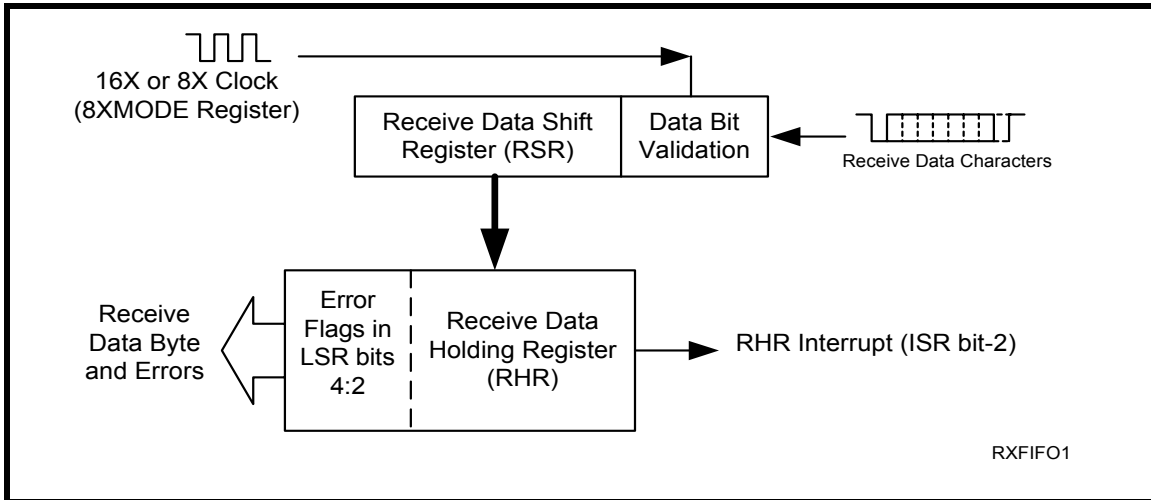 16X or 8X Clock
(8XMODE Register)
Receive Data Shift
Register (RSR)
Data Bit
Validation
Receive Data Characters
Receive
Data Byte
and Errors
Error
Flags in
LSR bits
4:2
Receive Data
Holding Register
(RHR)
RHR Interrupt (ISR bit-2)
RXFIFO1